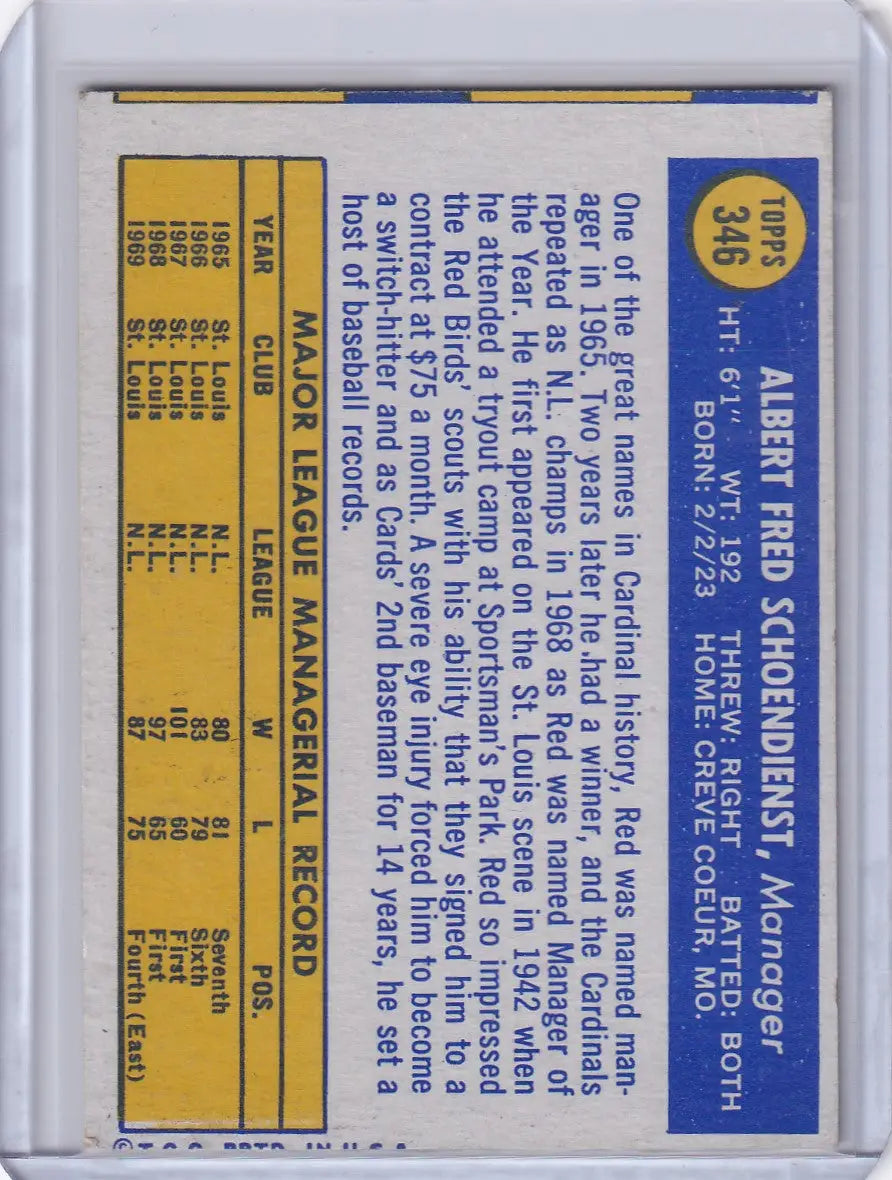 TOPPS
346
ALBERT FRED SCHOENDIENST, Manager
HT: 6'1" WT: 192 THREW: RIGHT BATTED: BOTH
BORN: 2/2/23 HOME: CREVE COEUR, MO.
One of the great names in Cardinal history, Red was named man-
ager in 1965. Two years later he had a winner, and the Cardinals
repeated as N.L. champs in 1968 as Red was named Manager of
the Year. He first appeared on the St. Louis scene in 1942 when
he attended a tryout camp at Sportsman's Park. Red so impressed
the Red Birds' scouts with his ability that they signed him to a
contract at $75 a month. A severe eye injury forced him to become
a switch-hitter and as Cards' 2nd baseman for 14 years, he set a
host of baseball records.
MAJOR LEAGUE MANAGERIAL RECORD
YEAR CLUB LEAGUE W L POS.
1965 St. Louis N.L. 80 81 Seventh
1966 St. Louis N.L. 83 79 Sixth
1967 St. Louis N.L. 101 60 First
1968 St. Louis N.L. 97 65 First
1969 St. Louis N.L. 87 75 Fourth (East)